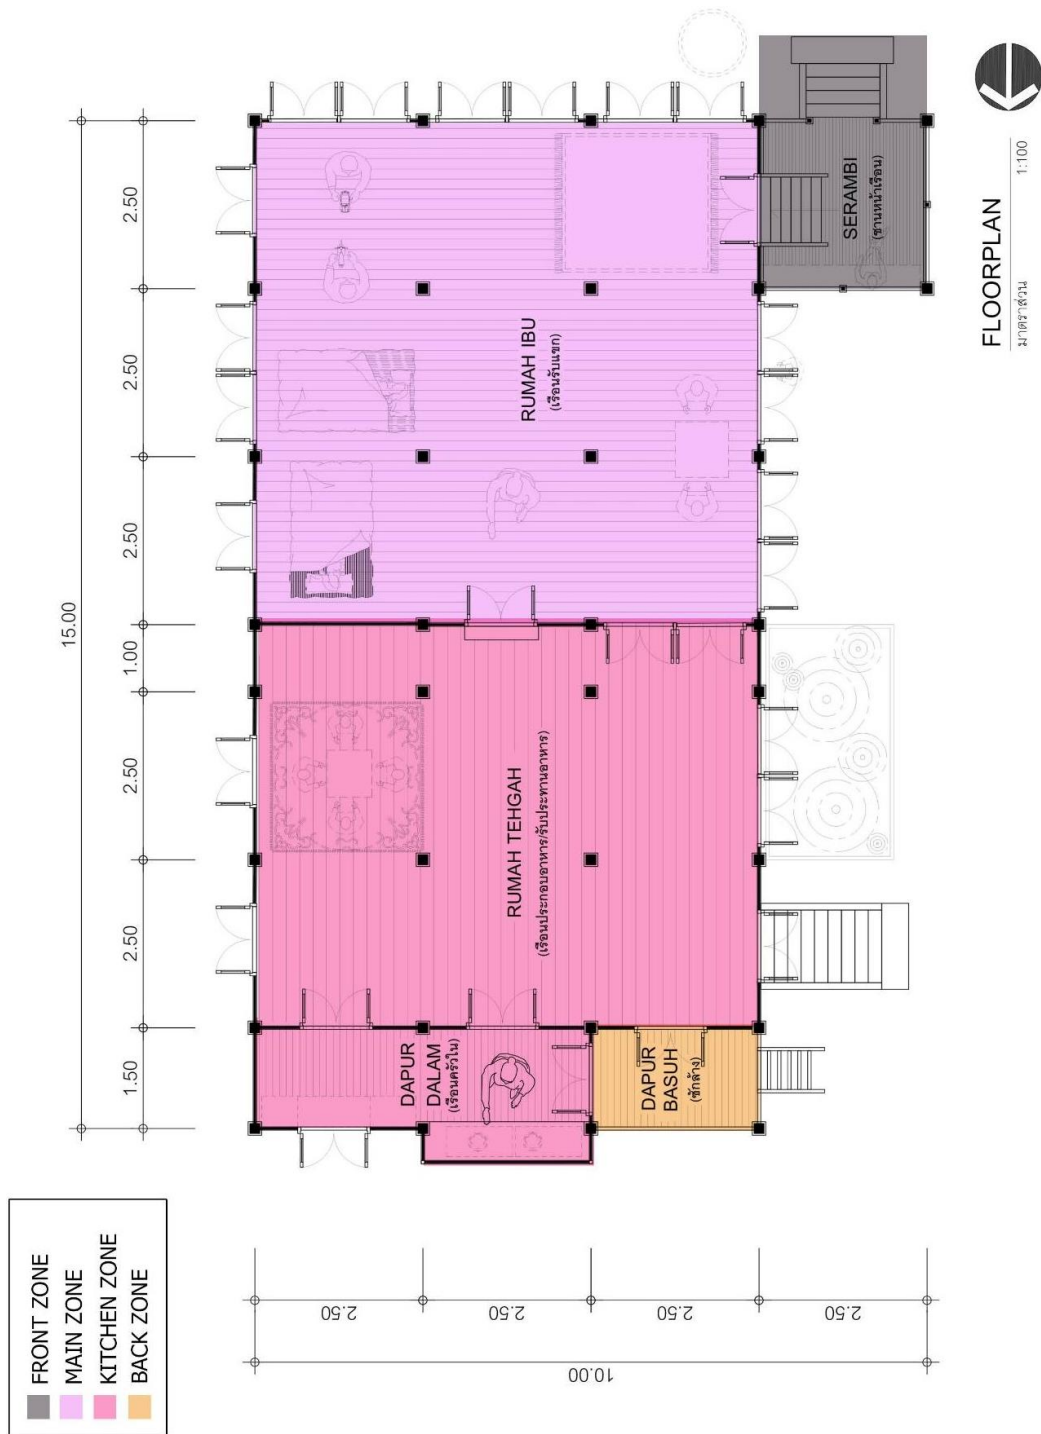 FLOORPLAN
มาตราส่วน 1:100
SERAMBI
(ชานหน้าเรือน)
RUMAH IBU
(เรือนรับแขก)
RUMAH TEHGAH
(เรือนประกอบอาหาร/รับประทานอาหาร)
DAPUR
DALAM
(เรือนครัวใน)
DAPUR
BASUH
(ซักล้าง)
15.00
2.50
2.50
2.50
1.00
2.50
2.50
1.50
2.50
2.50
2.50
2.50
10.00
FRONT ZONE
MAIN ZONE
KITCHEN ZONE
BACK ZONE